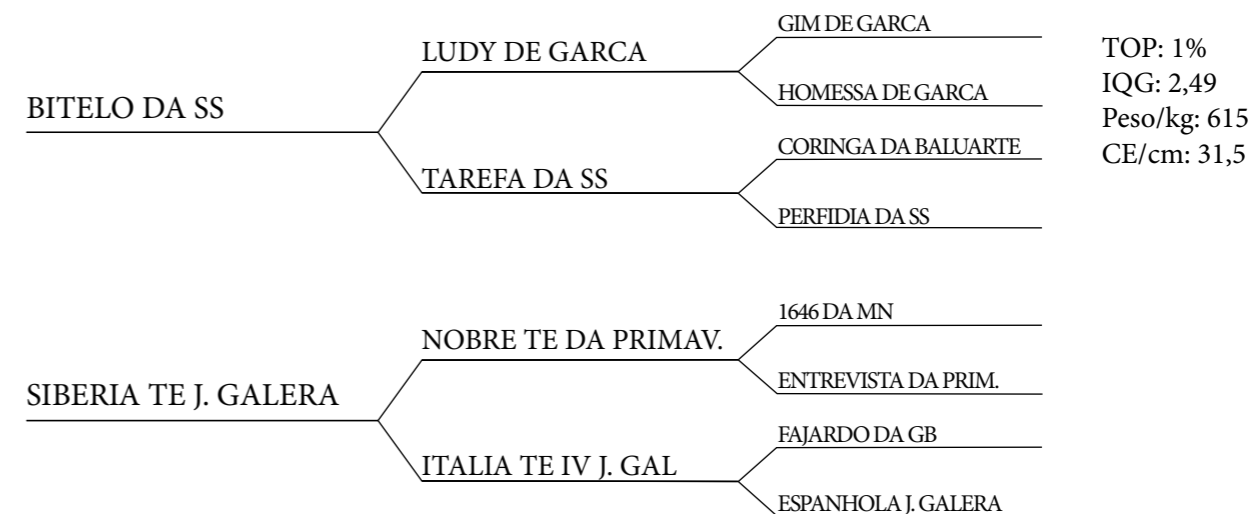 GIM DE GARCA
LUDY DE GARCA
HOMESSA DE GARCA
BITELO DA SS
CORINGA DA BALUARTE
TAREFA DA SS
PERFIDIA DA SS
TOP: 1%
IQG: 2,49
Peso/kg: 615
CE/cm: 31,5
1646 DA MN
NOBRE TE DA PRIMAV.
ENTREVISTA DA PRIM.
SIBERIA TE J. GALERA
FAJARDO DA GB
ITALIA TE IV J. GAL
ESPANHOLA J. GALERA